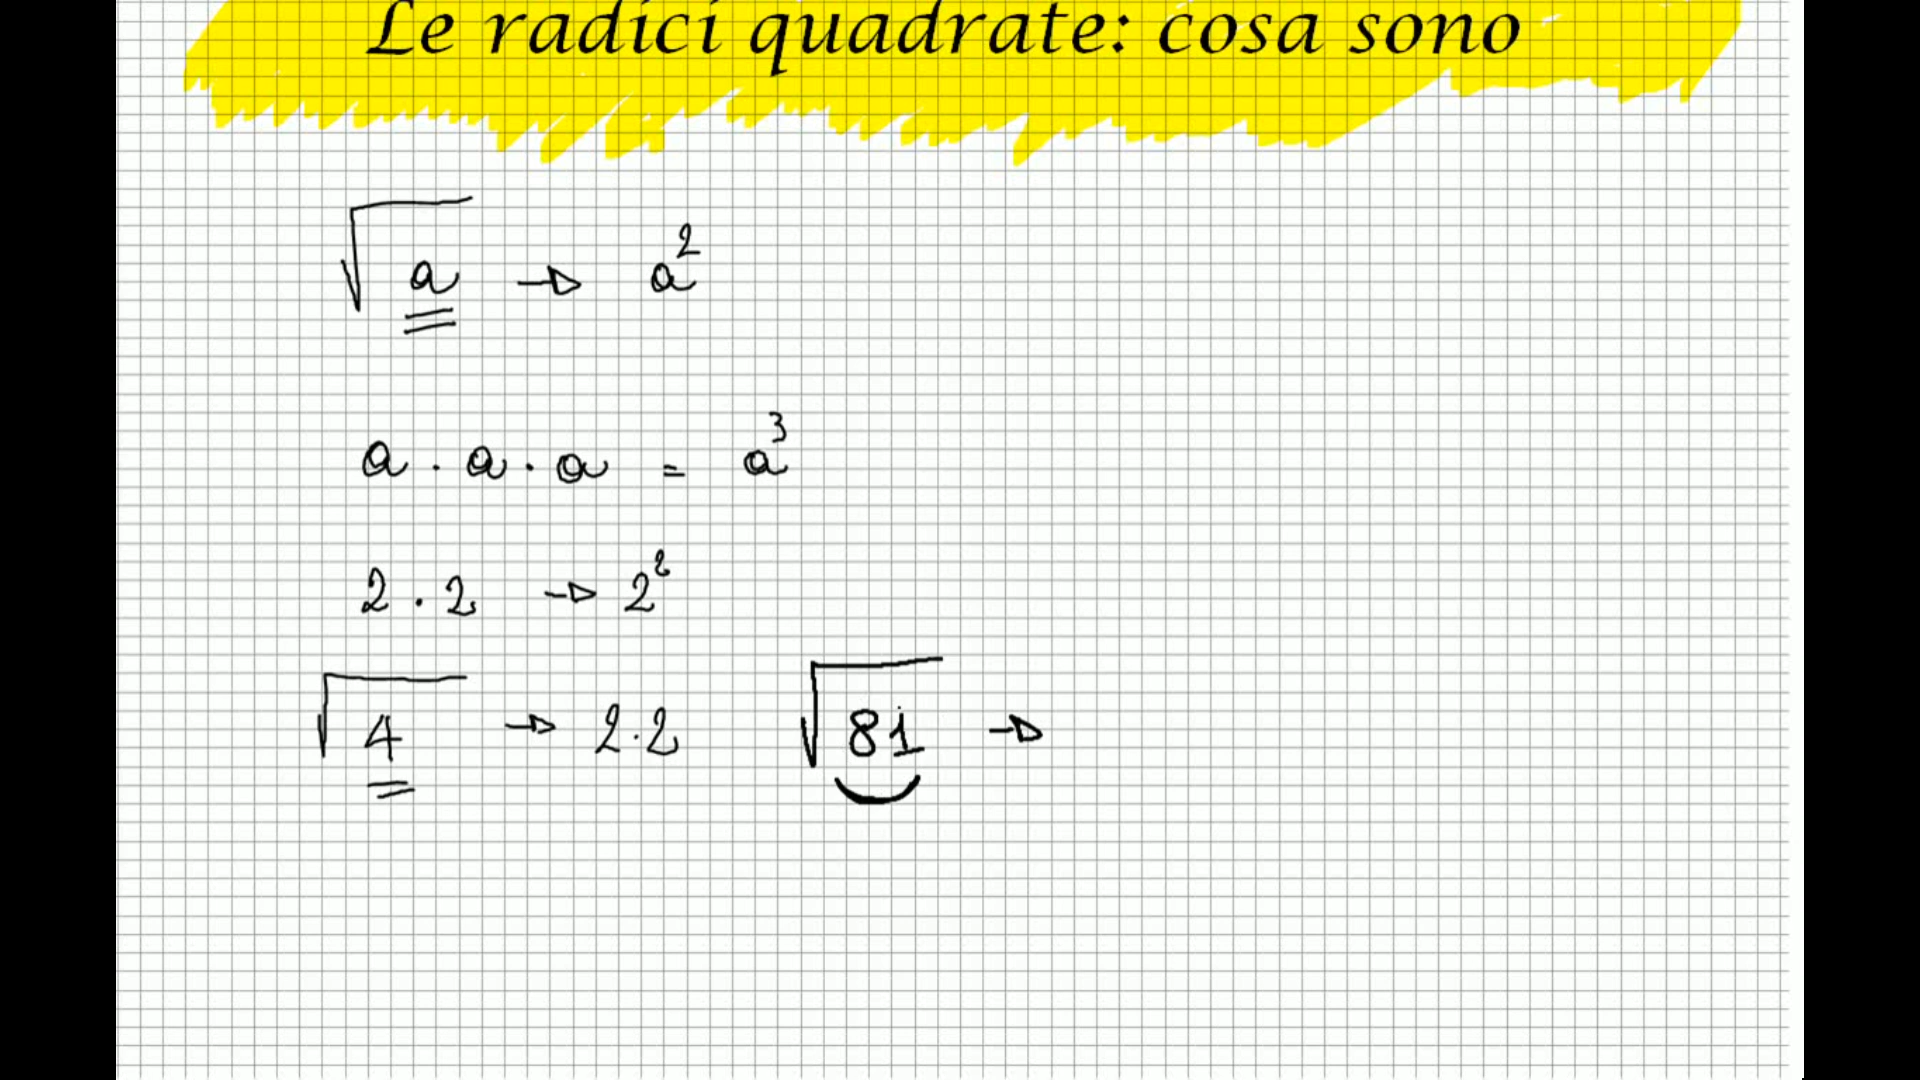 Le radici quadrate: cosa sono
√a → a²
a · a · a = a³
2 · 2 → 2²
√4 → 2.2 √81 →